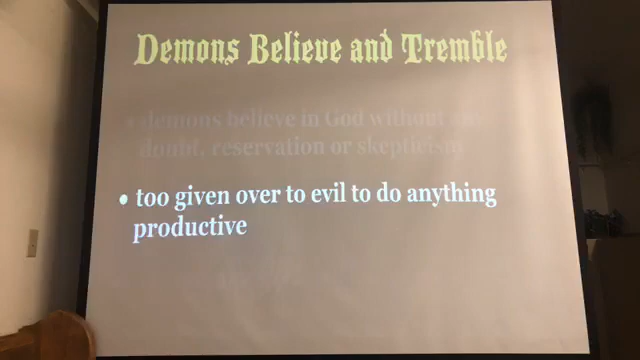 Demons Believe and Tremble
• demons believe in God without any
doubt, reservation or skepticism
• too given over to evil to do anything
productive